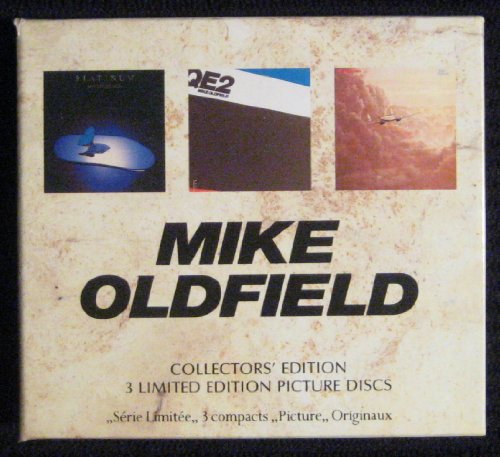 PLATINUM
QE2
MIKE OLDFIELD
MIKE
OLDFIELD
COLLECTORS' EDITION
3 LIMITED EDITION PICTURE DISCS
„Série Limitée„ 3 compacts „Picture„ Originaux